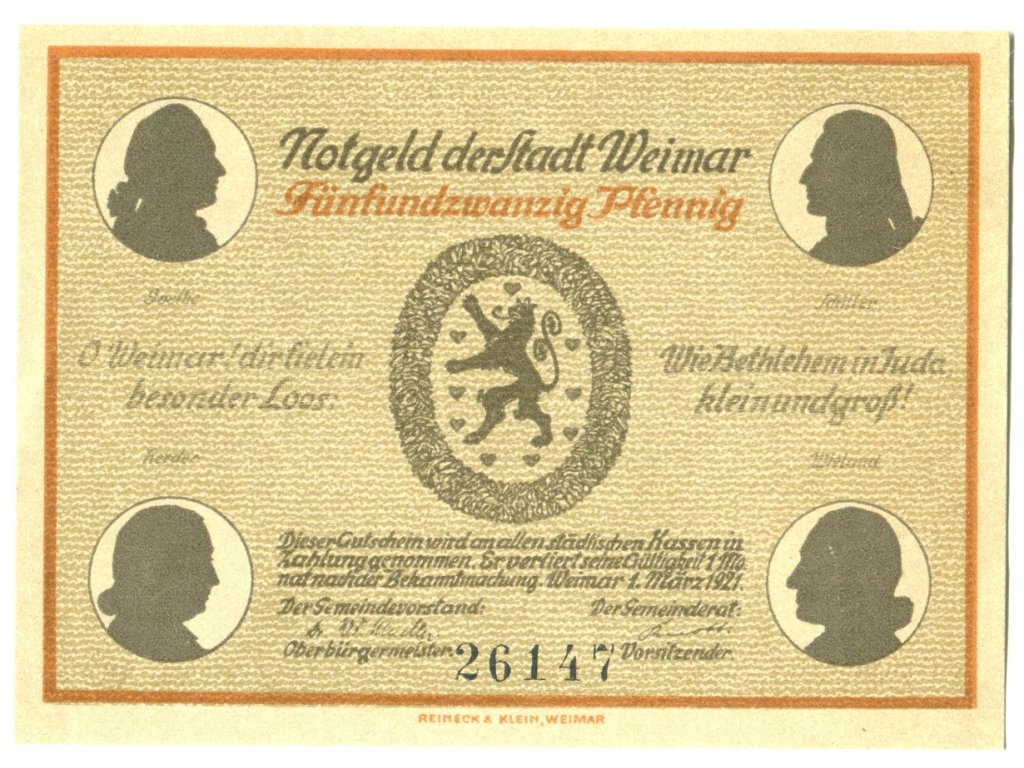 Notgeld der Stadt Weimar
Fünfundzwanzig Pfennig
Goethe
Schiller
O Weimar! dir fiel ein
besonder Loos:
Wie Bethlehem in Juda,
klein und groß!
Herder
Wieland
Dieser Gutschein wird an allen städtischen Kassen in
Zahlung genommen. Er verliert seine Gültigkeit 1 Mo
nat nach der Bekanntmachung. Weimar 1. März 1921.
Der Gemeindevorstand:
Der Gemeinderat:
Oberbürgermeister
26147
Vorsitzender
REINECK & KLEIN, WEIMAR